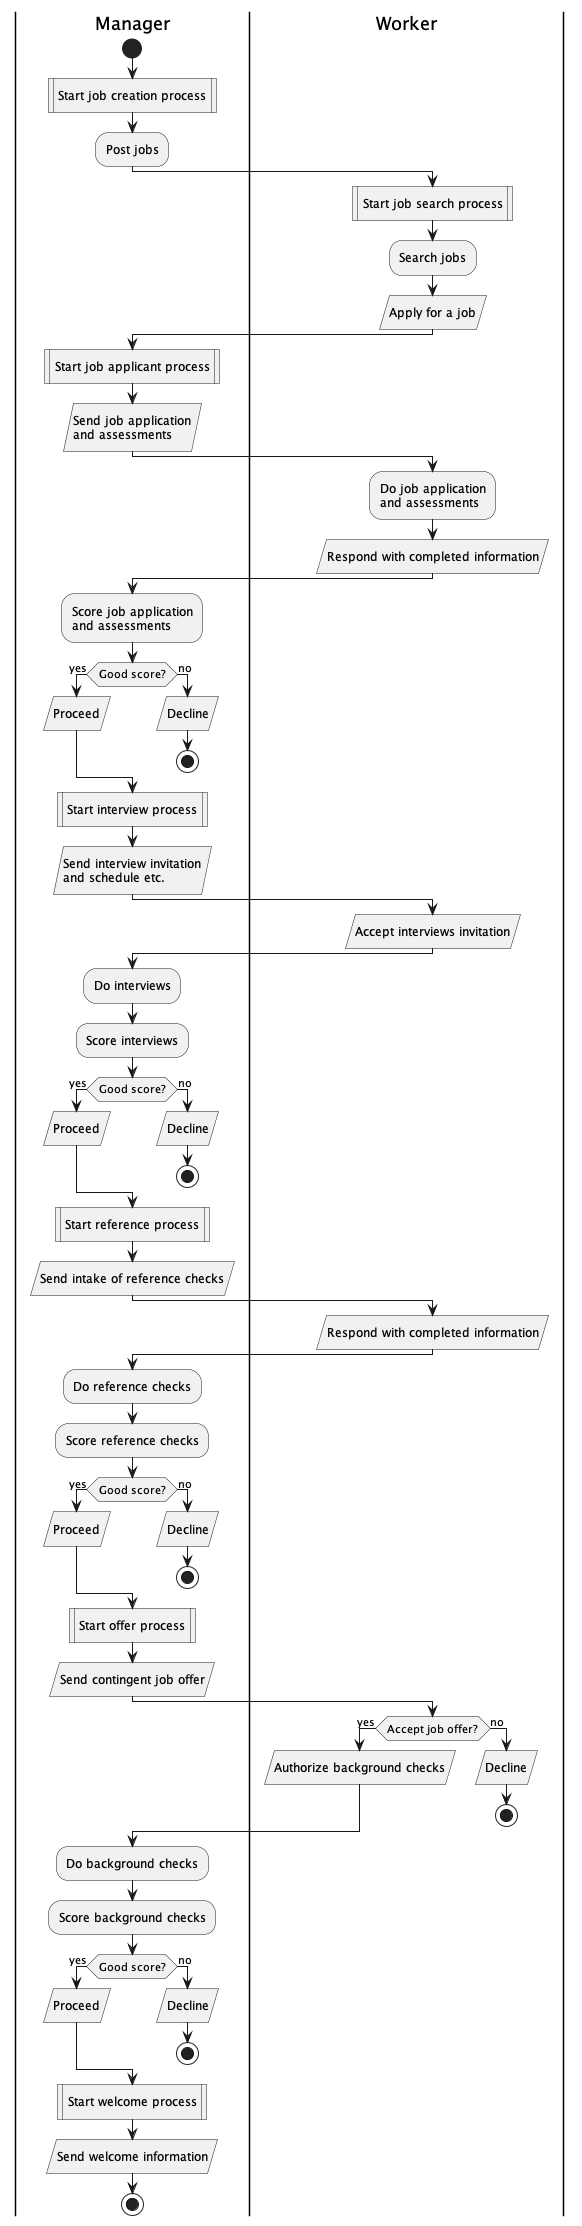 Manager
Worker
Start job creation process
Post jobs
Start job search process
Search jobs
Apply for a job
Start job applicant process
Send job application
and assessments
Do job application
and assessments
Respond with completed information
Score job application
and assessments
yes
Good score?
no
Proceed
Decline
Start interview process
Send interview invitation
and schedule etc.
Accept interviews invitation
Do interviews
Score interviews
yes
Good score?
no
Proceed
Decline
Start reference process
Send intake of reference checks
Respond with completed information
Do reference checks
Score reference checks
yes
Good score?
no
Proceed
Decline
Start offer process
Send contingent job offer
yes
Accept job offer?
no
Authorize background checks
Decline
Do background checks
Score background checks
yes
Good score?
no
Proceed
Decline
Start welcome process
Send welcome information